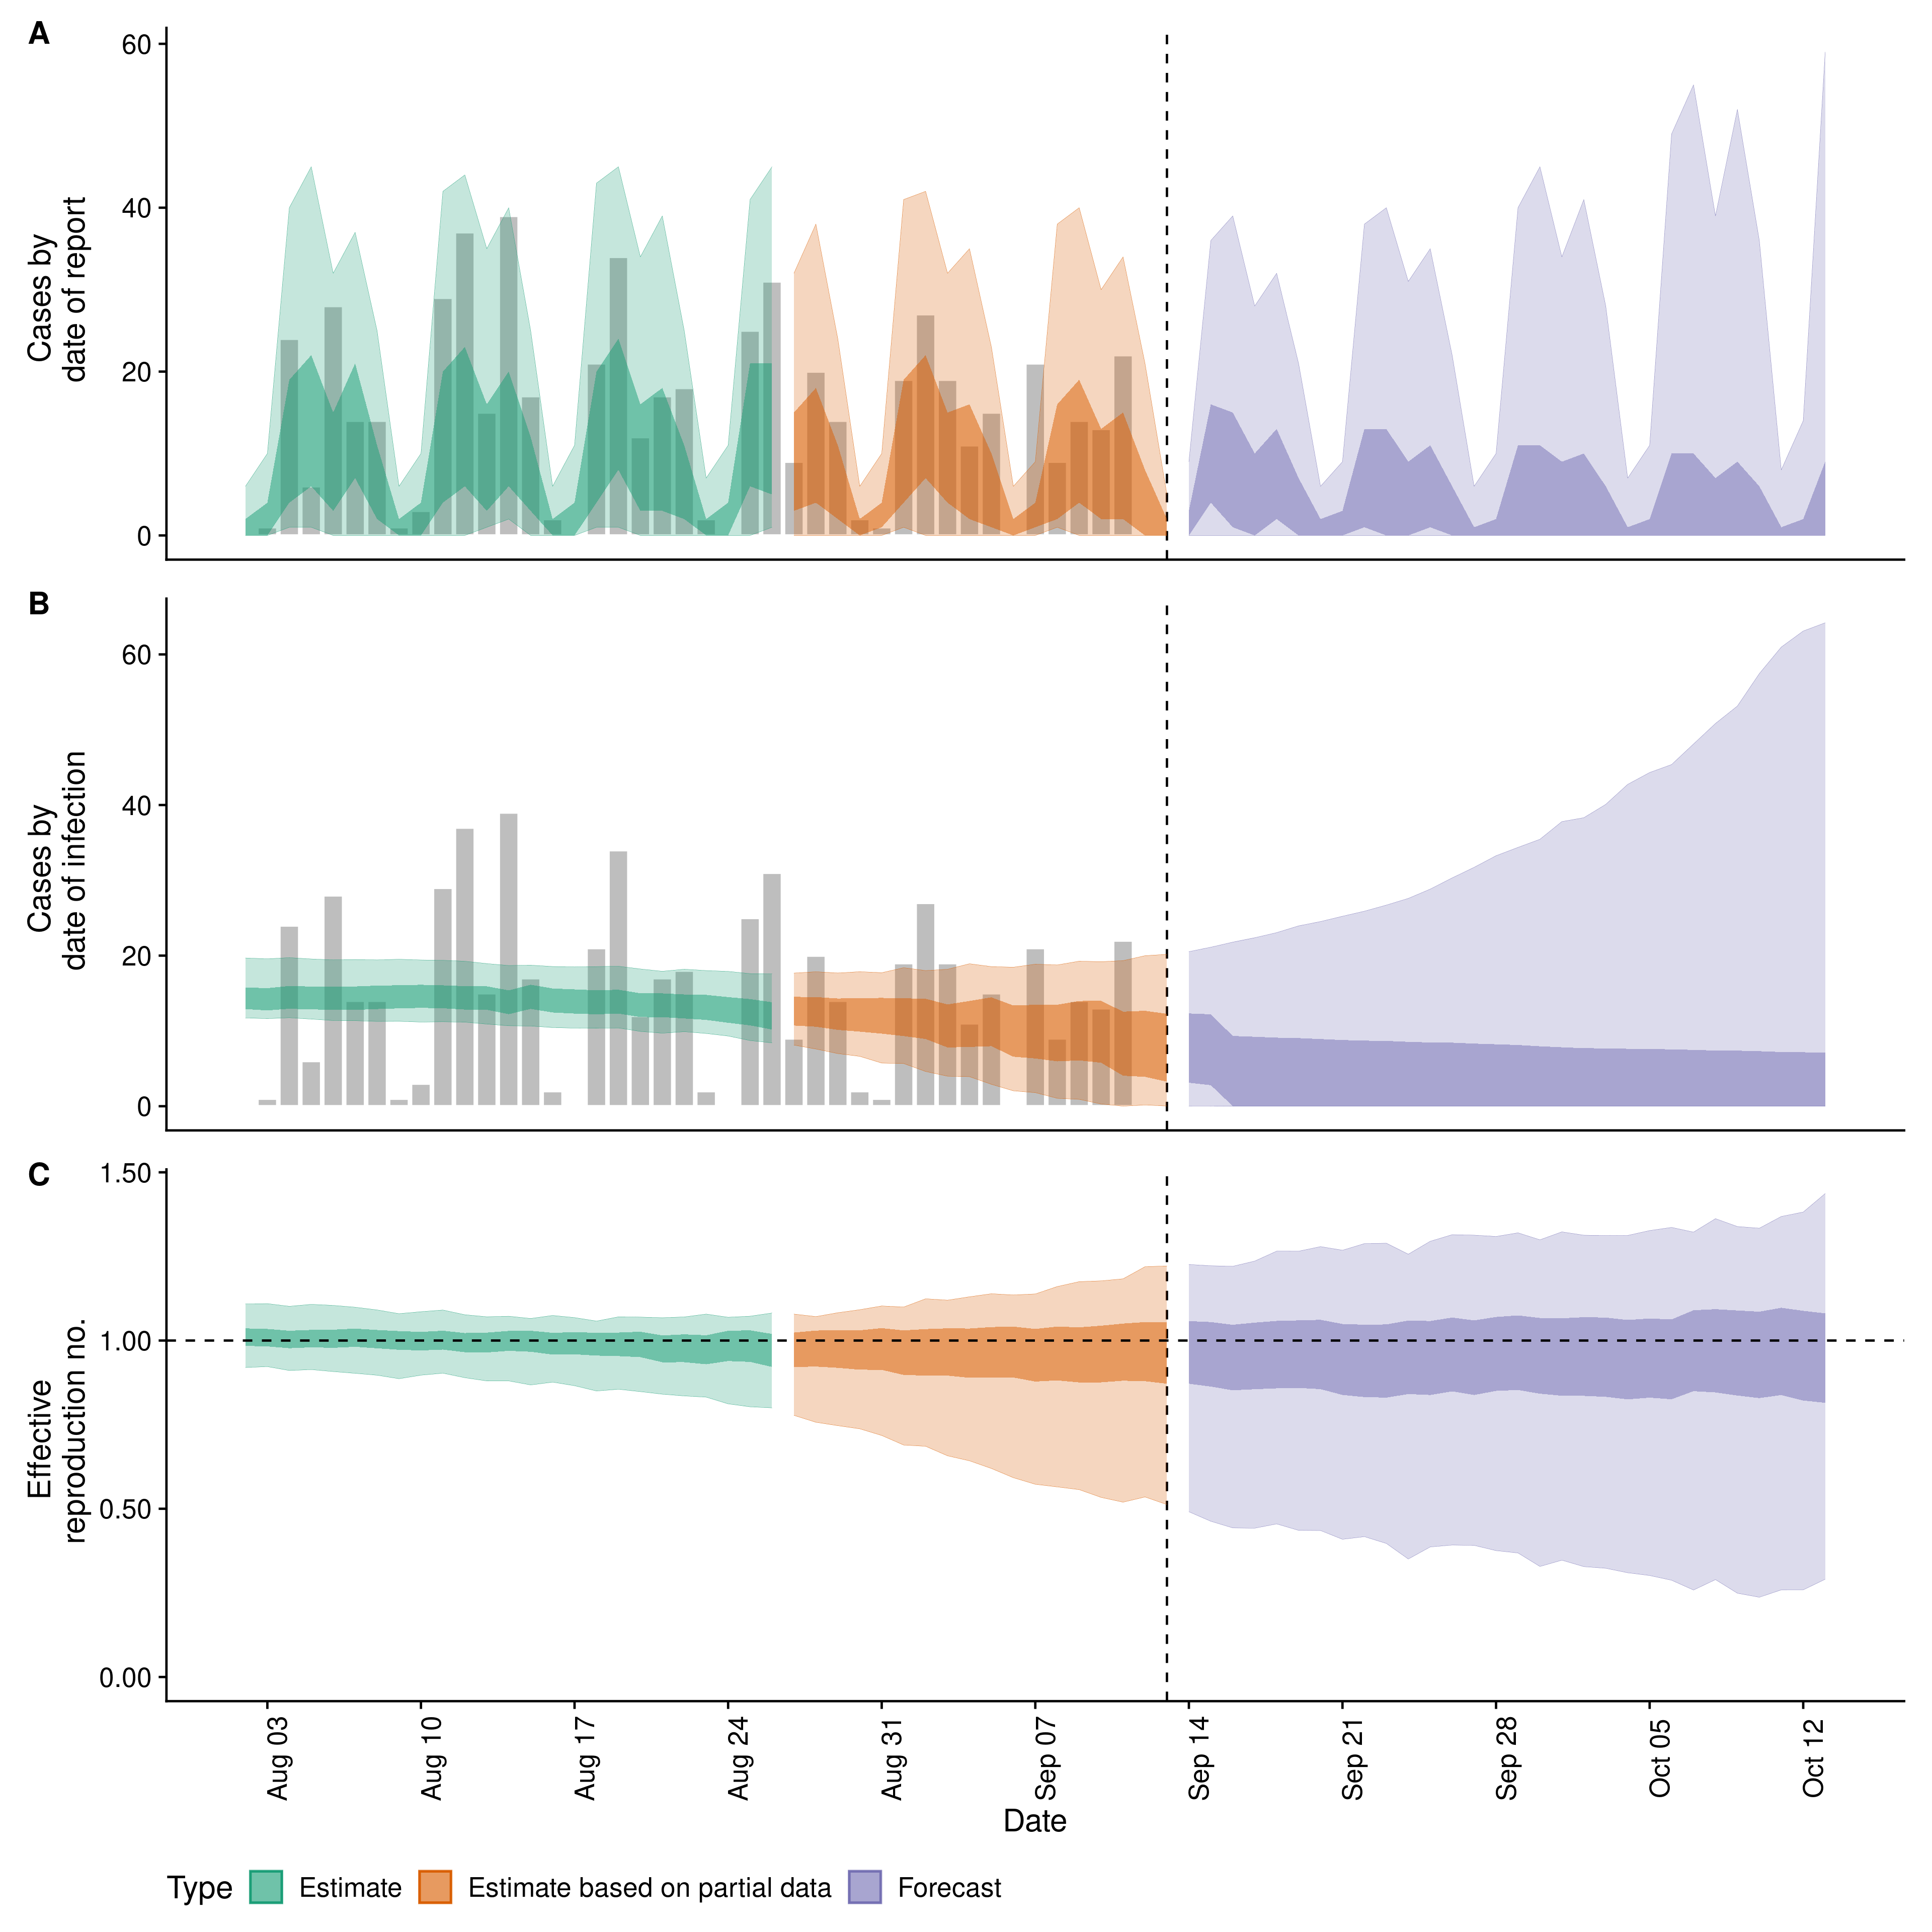 A
60
40
20
0
Cases by
date of report
B
60
40
20
0
Cases by
date of infection
C
1.50
1.00
0.50
0.00
Effective
reproduction no.
Aug 03
Aug 10
Aug 17
Aug 24
Aug 31
Sep 07
Sep 14
Sep 21
Sep 28
Oct 05
Oct 12
Date
Type Estimate Estimate based on partial data Forecast